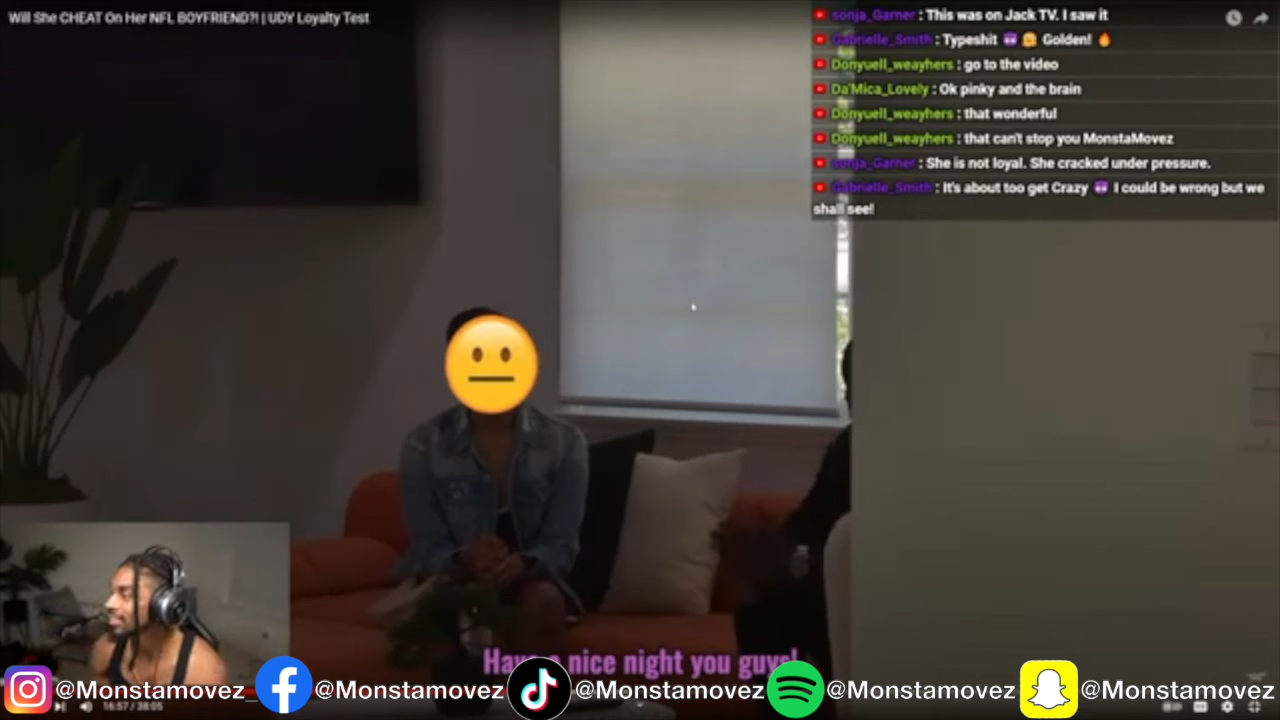 Will She CHEAT On Her NFL BOYFRIEND?! | UDY Loyalty Test
sonja_Garner : This was on Jack TV. I saw it
Gabrielle_Smith : Typeshit 😈 🤗 Golden! 🔥
Donyuell_weayhers : go to the video
Da'Mica_Lovely : Ok pinky and the brain
Donyuell_weayhers : that wonderful
Donyuell_weayhers : that can't stop you MonstaMovez
sonja_Garner : She is not loyal. She cracked under pressure.
Gabrielle_Smith : It's about too get Crazy 😈 I could be wrong but we
shall see!
Have a nice night you guys!
@Monstamovez_ @Monstamovez @Monstamovez @Monstamovez @Monstamovez
16:57 / 38:05